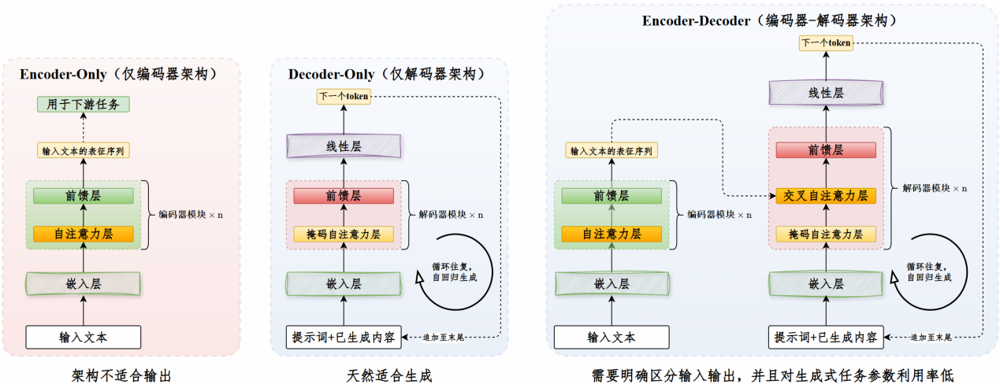 Encoder-Only（仅编码器架构）
用于下游任务
输入文本的表征序列
前馈层
自注意力层
编码器模块×n
嵌入层
输入文本
架构不适合输出
Decoder-Only（仅解码器架构）
下一个token
线性层
前馈层
掩码自注意力层
解码器模块×n
循环往复，
自回归生成
嵌入层
提示词+已生成内容
追加至末尾
天然适合生成
Encoder-Decoder（编码器-解码器架构）
下一个token
线性层
输入文本的表征序列
前馈层
自注意力层
编码器模块×n
嵌入层
输入文本
前馈层
交叉自注意力层
掩码自注意力层
解码器模块×n
循环往复，
自回归生成
嵌入层
提示词+已生成内容
追加至末尾
需要明确区分输入输出，并且对生成式任务参数利用率低